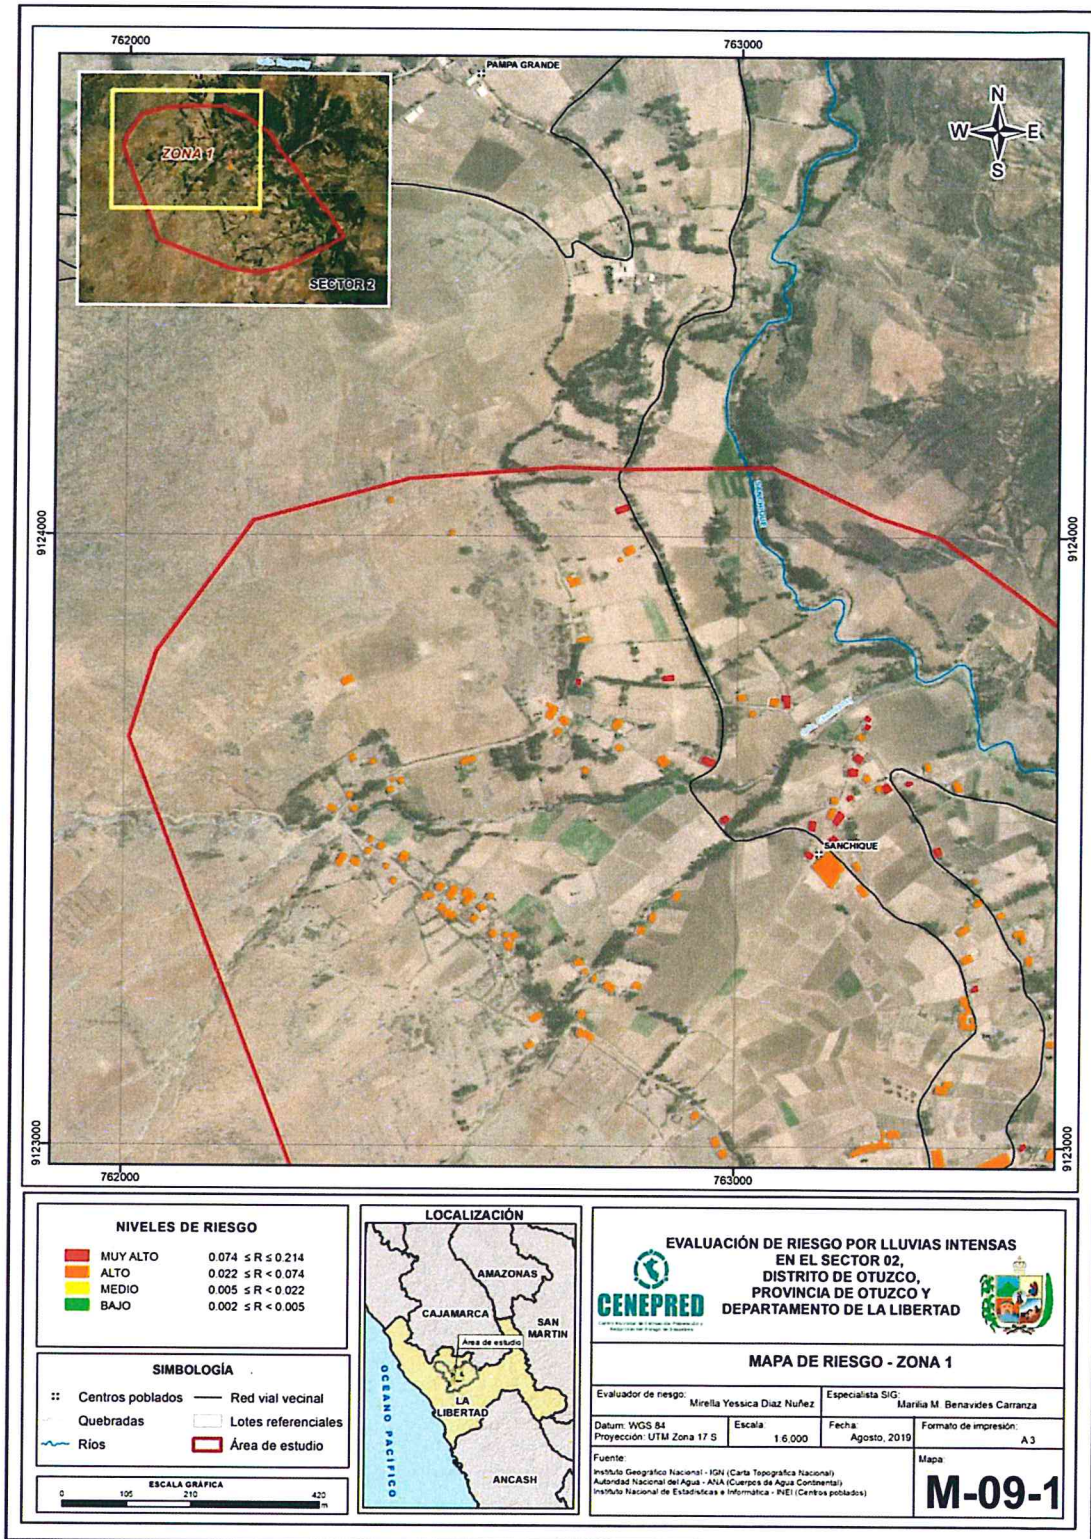 762000
763000
PAMPA GRANDE
ZONA 1
SECTOR 2
N
W E
S
9124000
9124000
SANCHIQUE
SANCHIQUE
9123000
9123000
762000
763000
NIVELES DE RIESGO
MUY ALTO 0.074 ≤ R ≤ 0.214
ALTO 0.022 ≤ R < 0.074
MEDIO 0.005 ≤ R < 0.022
BAJO 0.002 ≤ R < 0.005
SIMBOLOGÍA
Centros poblados
Red vial vecinal
Quebradas
Lotes referenciales
Ríos
Área de estudio
ESCALA GRÁFICA
0 105 210 420
m
LOCALIZACIÓN
AMAZONAS
CAJAMARCA
SAN
MARTIN
Área de estudio
LA
LIBERTAD
OCEANO PACIFICO
ANCASH
CENEPRED
EVALUACIÓN DE RIESGO POR LLUVIAS INTENSAS
EN EL SECTOR 02,
DISTRITO DE OTUZCO,
PROVINCIA DE OTUZCO Y
DEPARTAMENTO DE LA LIBERTAD
MAPA DE RIESGO - ZONA 1
Evaluador de riesgo:
Mirella Yessica Diaz Nuñez
Especialista SIG:
Marilia M. Benavides Carranza
Datum: WGS 84
Proyección: UTM Zona 17 S
Escala:
1:6,000
Fecha:
Agosto, 2019
Formato de impresión:
A 3
Fuente:
Instituto Geográfico Nacional - IGN (Carta Topográfica Nacional)
Autoridad Nacional del Agua - ANA (Cuerpos de Agua Continental)
Instituto Nacional de Estadísticas e Informática - INEI (Centros poblados)
Mapa:
M-09-1